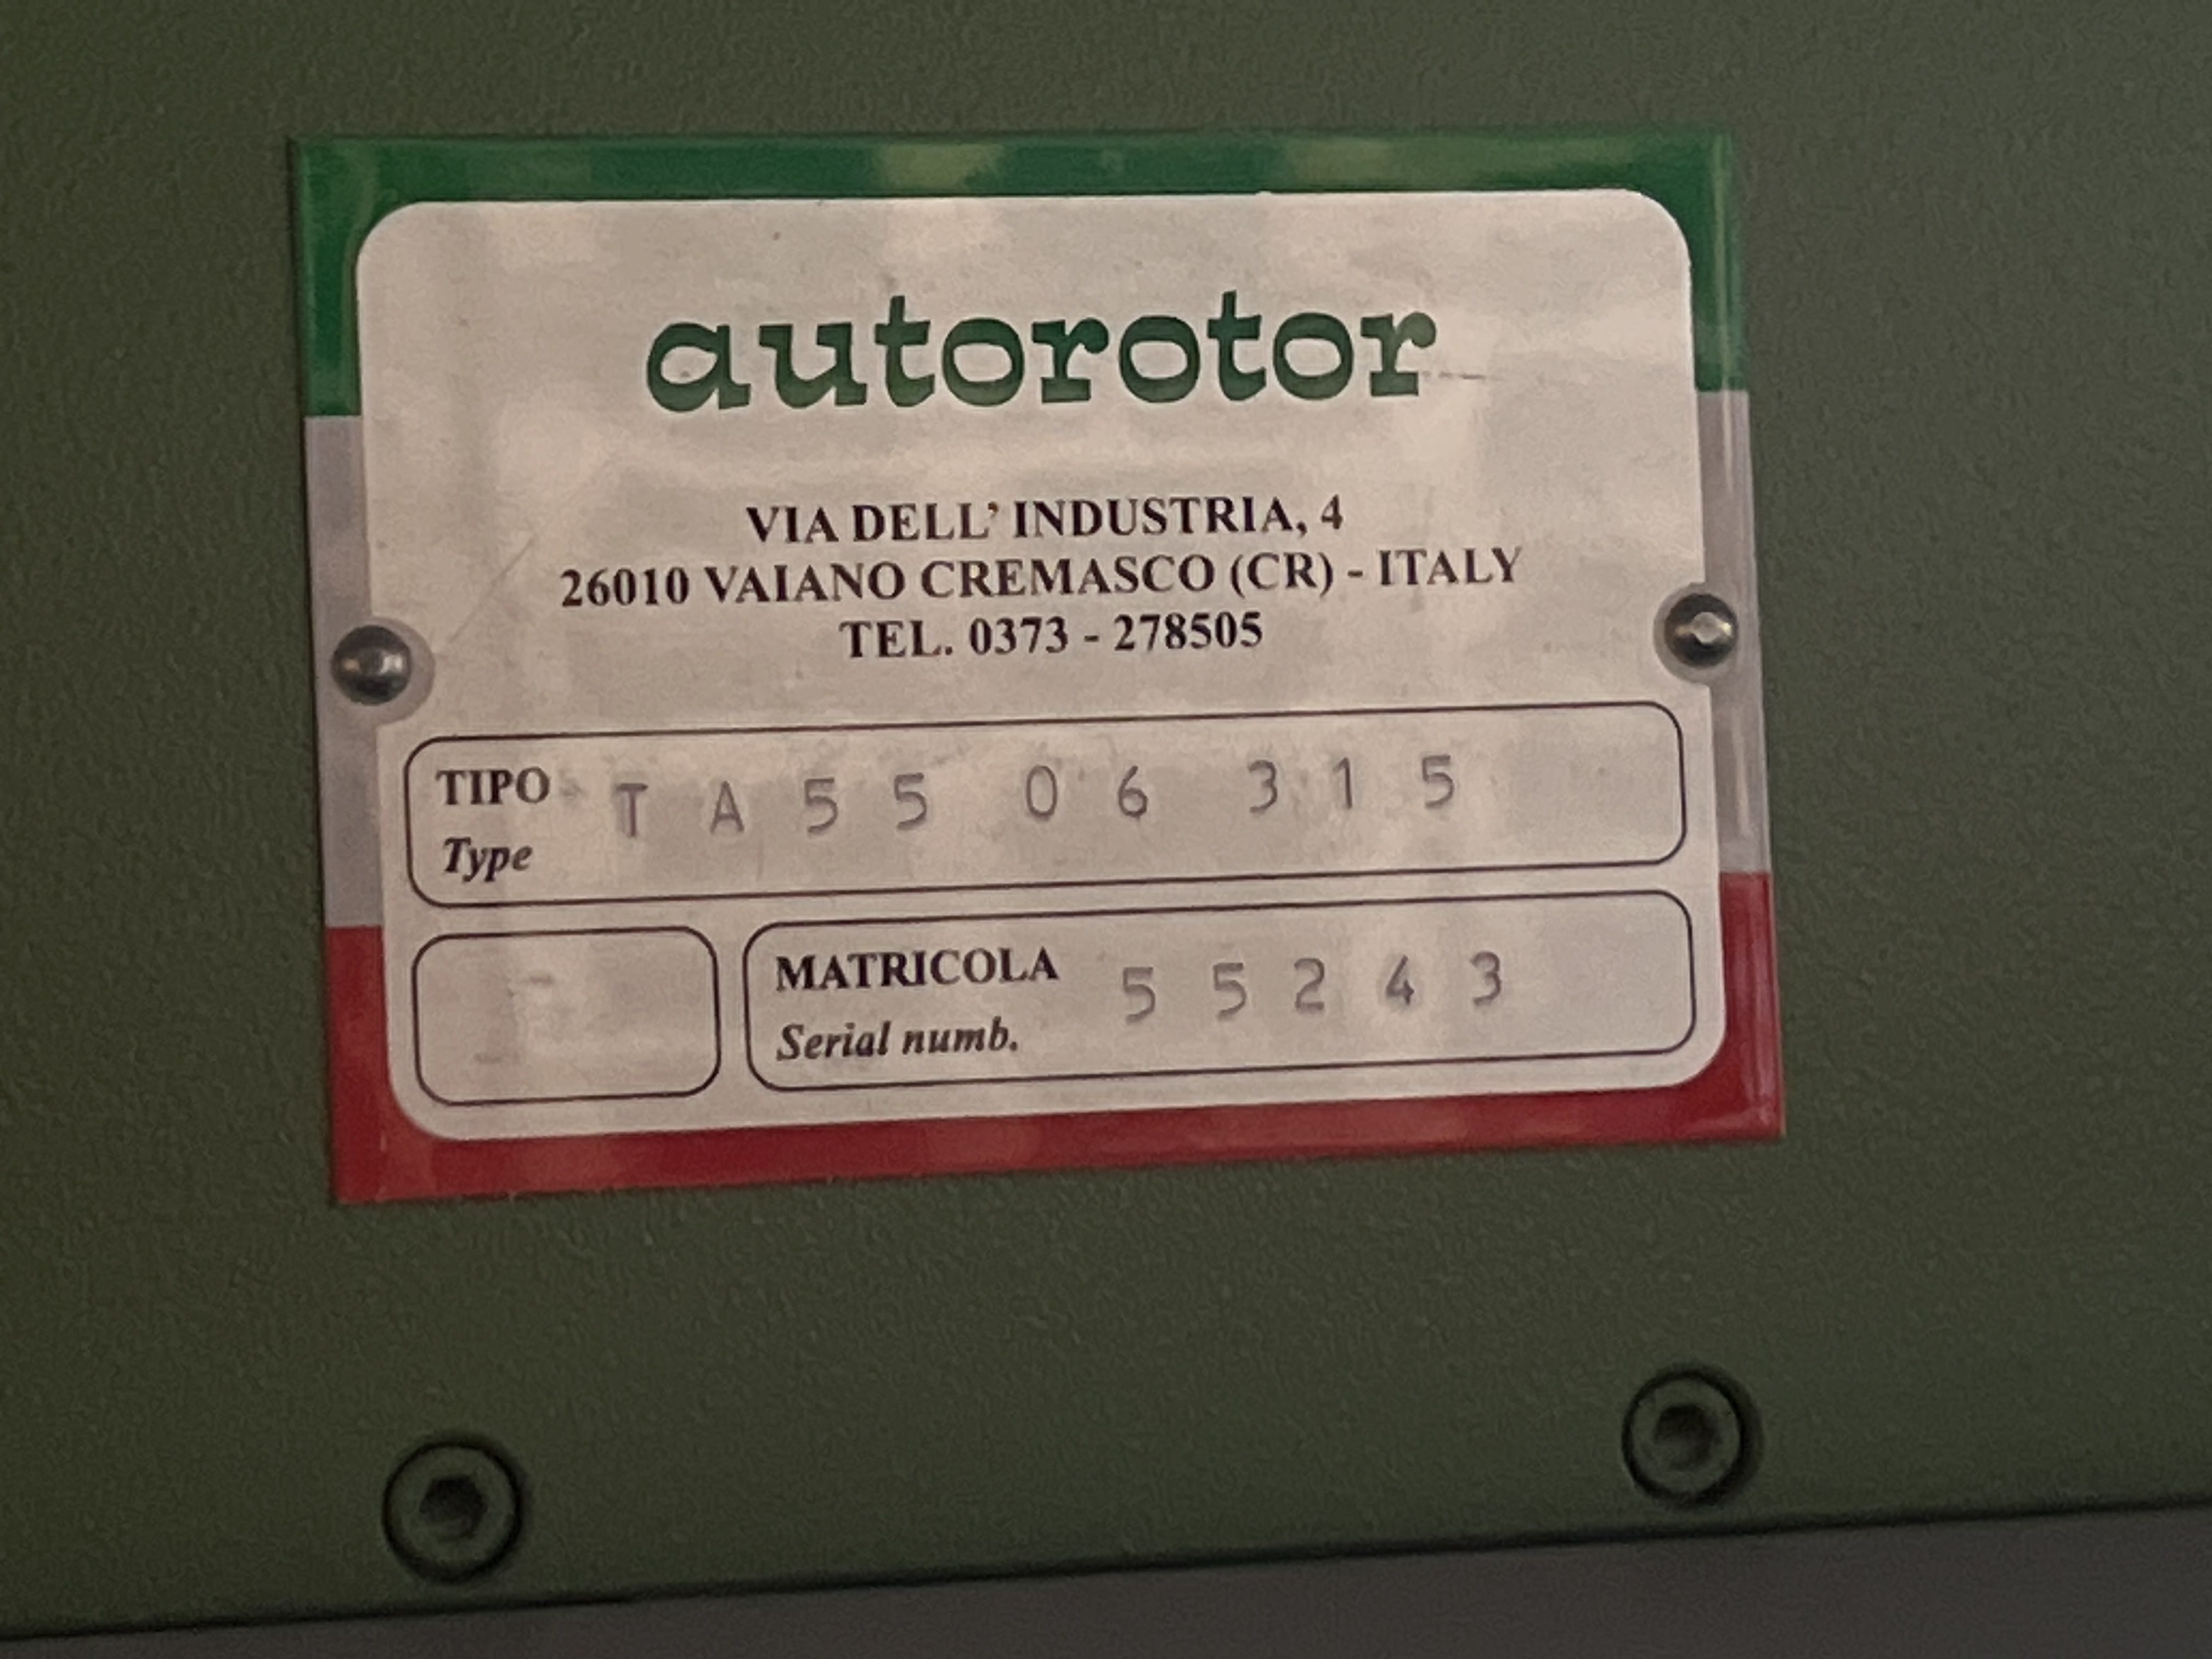 autorotor
VIA DELL' INDUSTRIA, 4
26010 VAIANO CREMASCO (CR) - ITALY
TEL. 0373 - 278505
TIPO TA55 06 315
Type
MATRICOLA 55243
Serial numb.